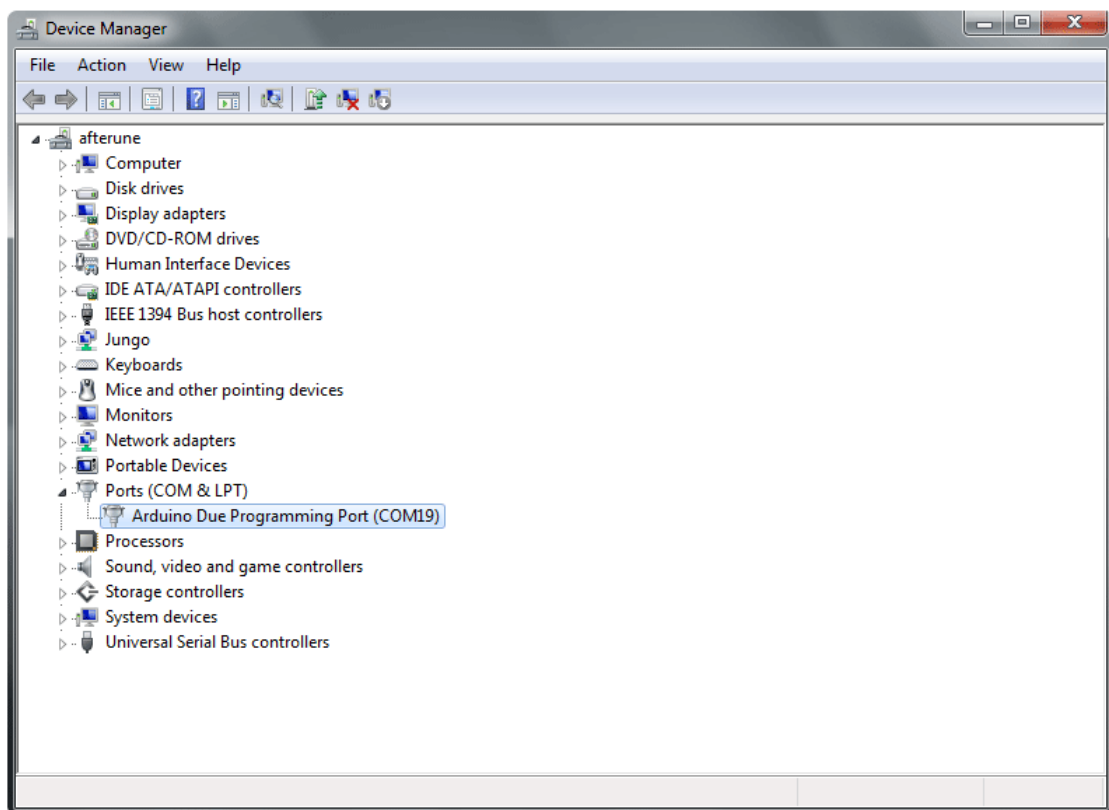 Device Manager
File Action View Help
afterune
Computer
Disk drives
Display adapters
DVD/CD-ROM drives
Human Interface Devices
IDE ATA/ATAPI controllers
IEEE 1394 Bus host controllers
Jungo
Keyboards
Mice and other pointing devices
Monitors
Network adapters
Portable Devices
Ports (COM & LPT)
Arduino Due Programming Port (COM19)
Processors
Sound, video and game controllers
Storage controllers
System devices
Universal Serial Bus controllers